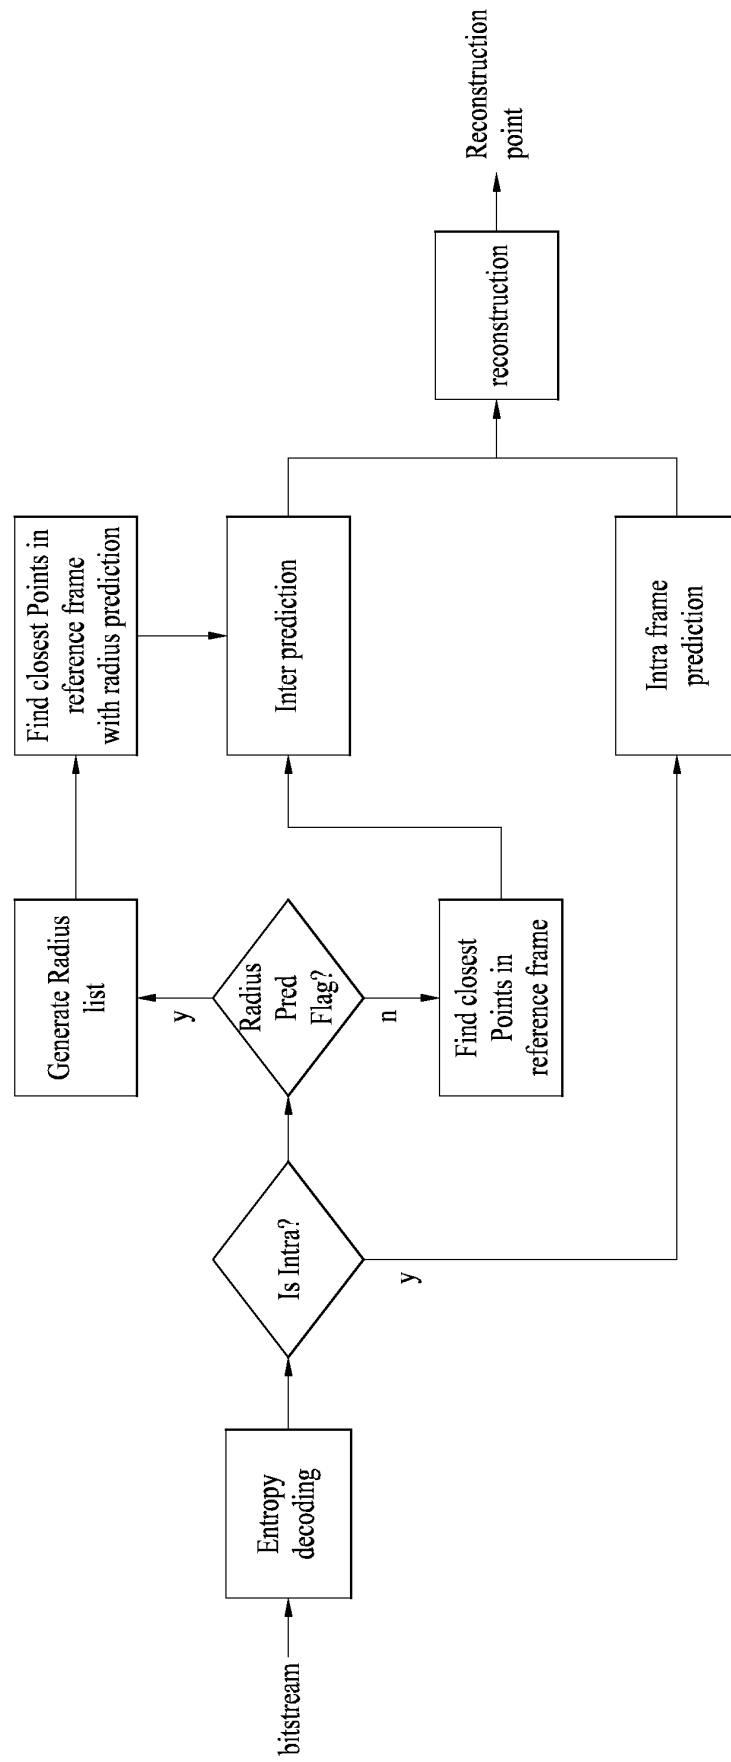 bitstream
Entropy
decoding
Is Intra?
y
Radius
Pred
Flag?
y
n
Generate Radius
list
Find closest
Points in
reference frame
Find closest Points in
reference frame
with radius prediction
Inter prediction
Intra frame
prediction
reconstruction
Reconstruction
point